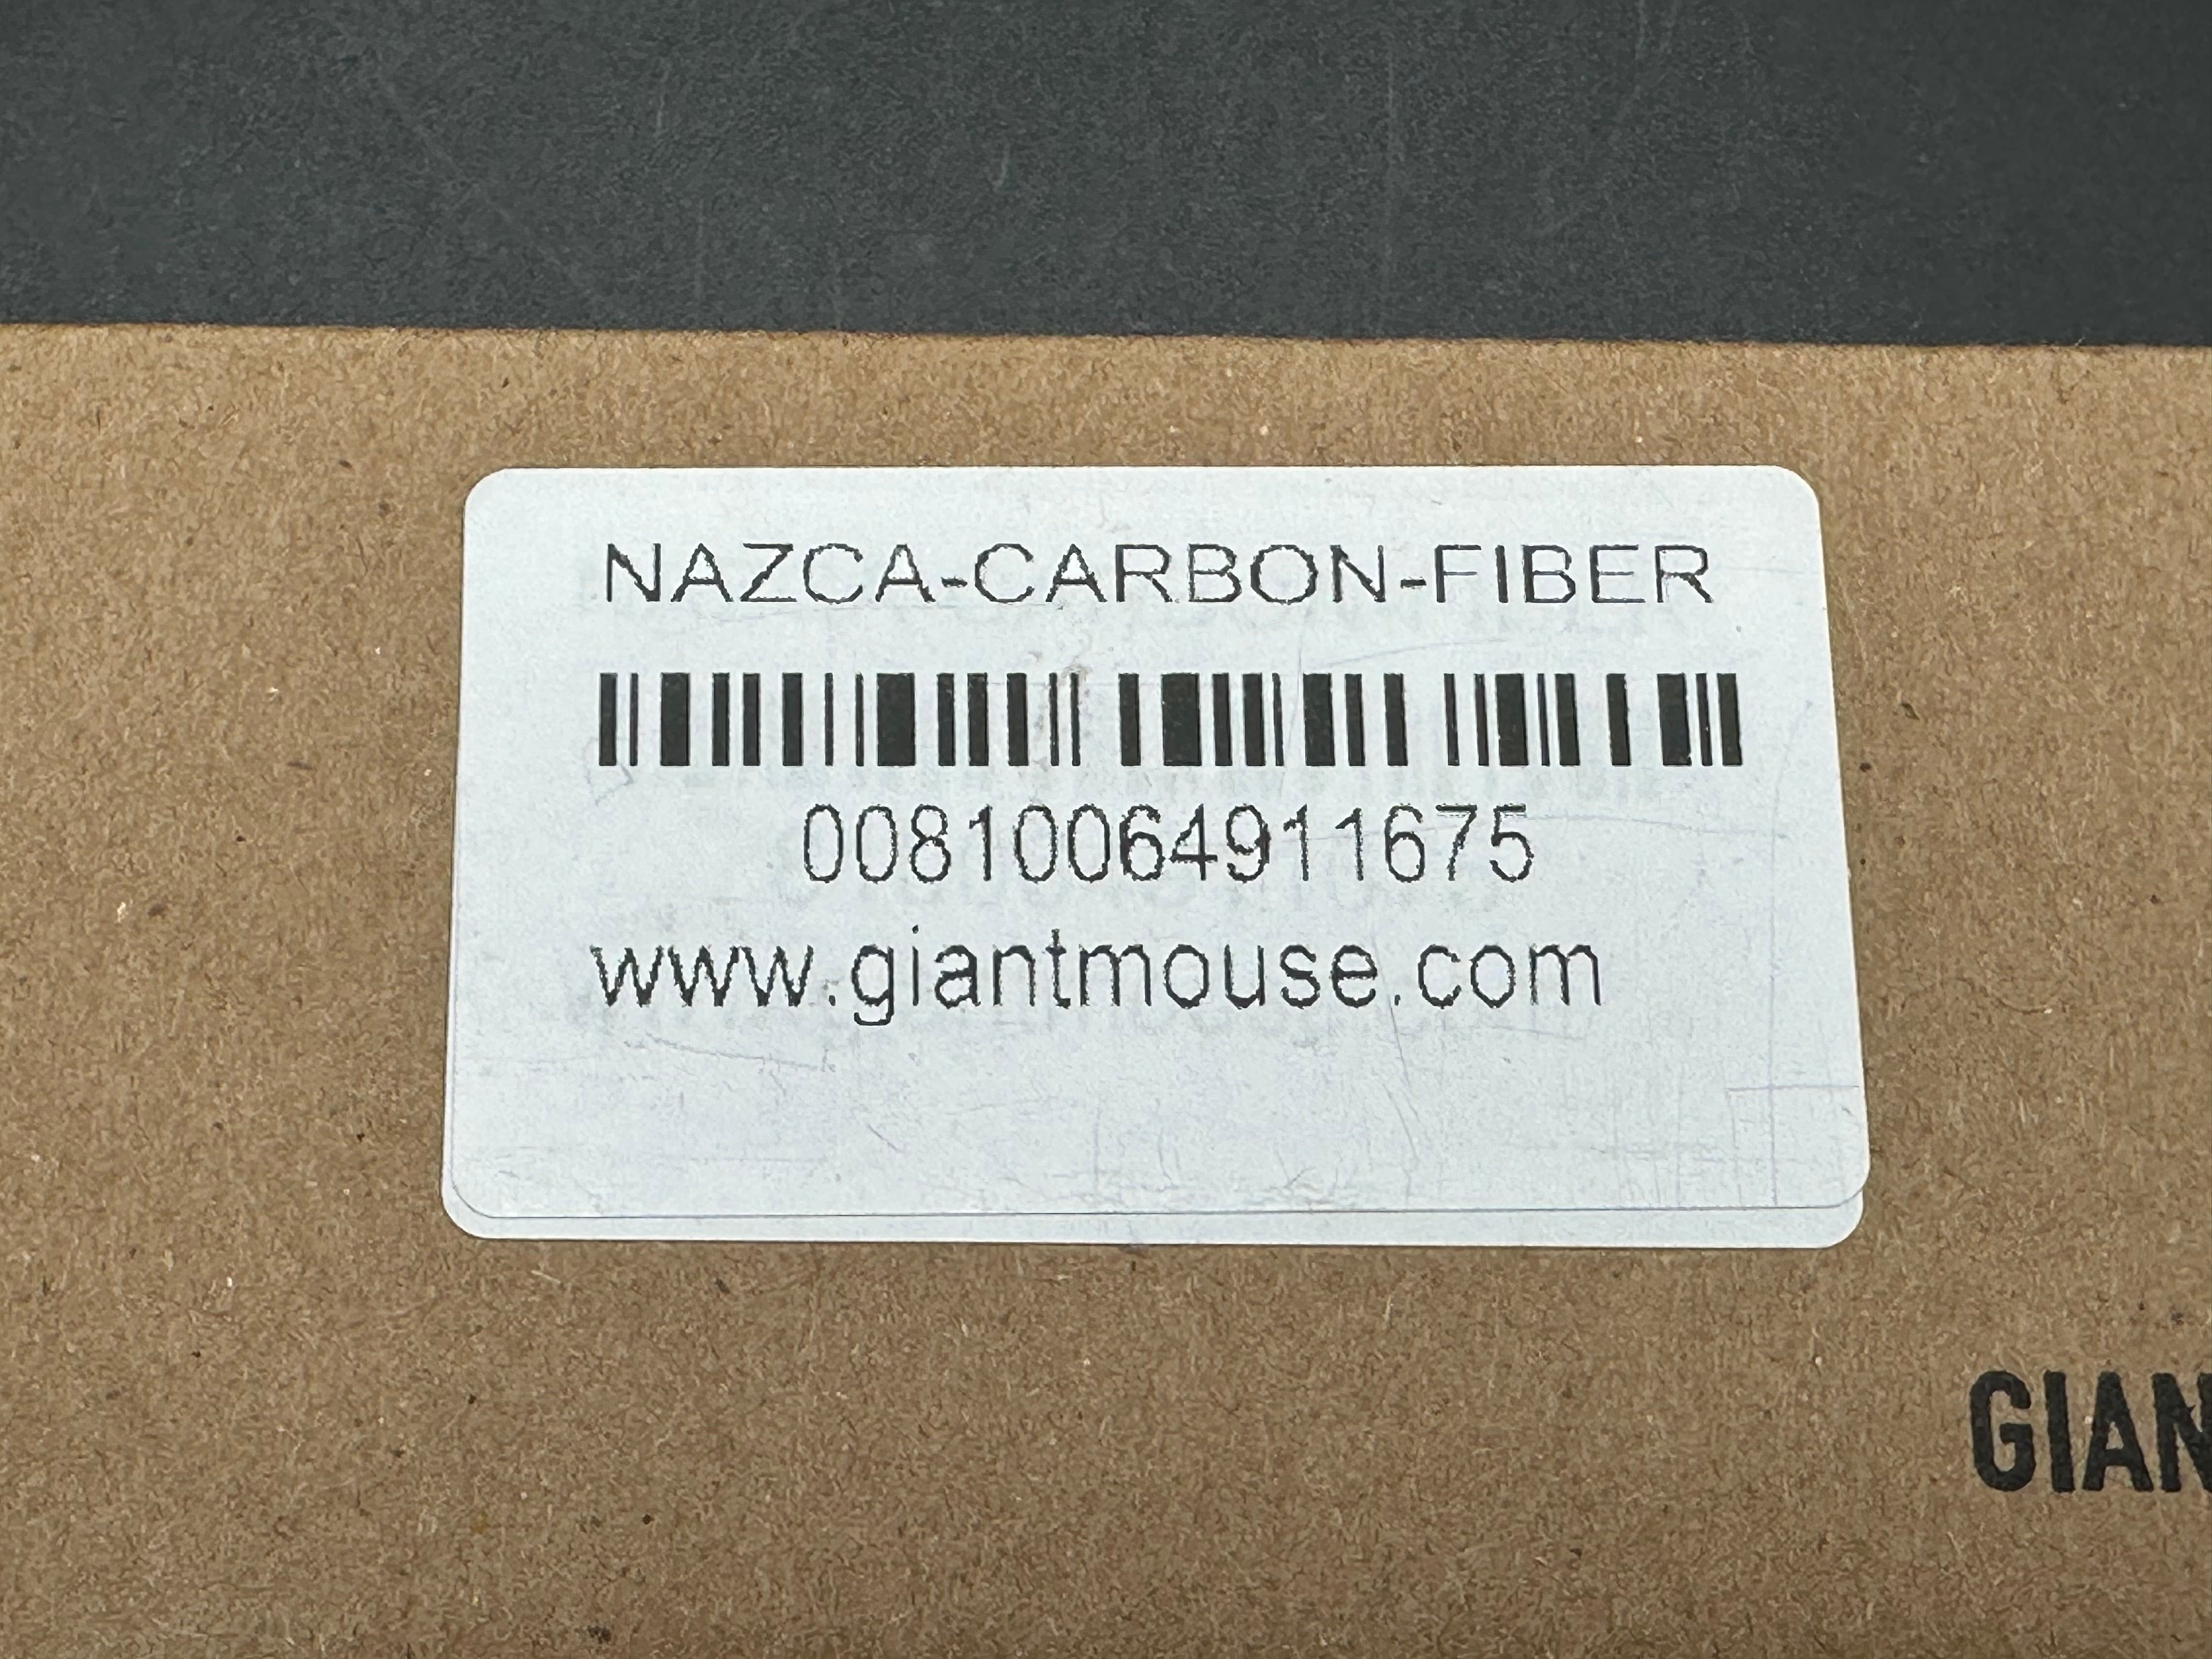 NAZCA-CARBON-FIBER
00810064911675
www.giantmouse.com
GIAN